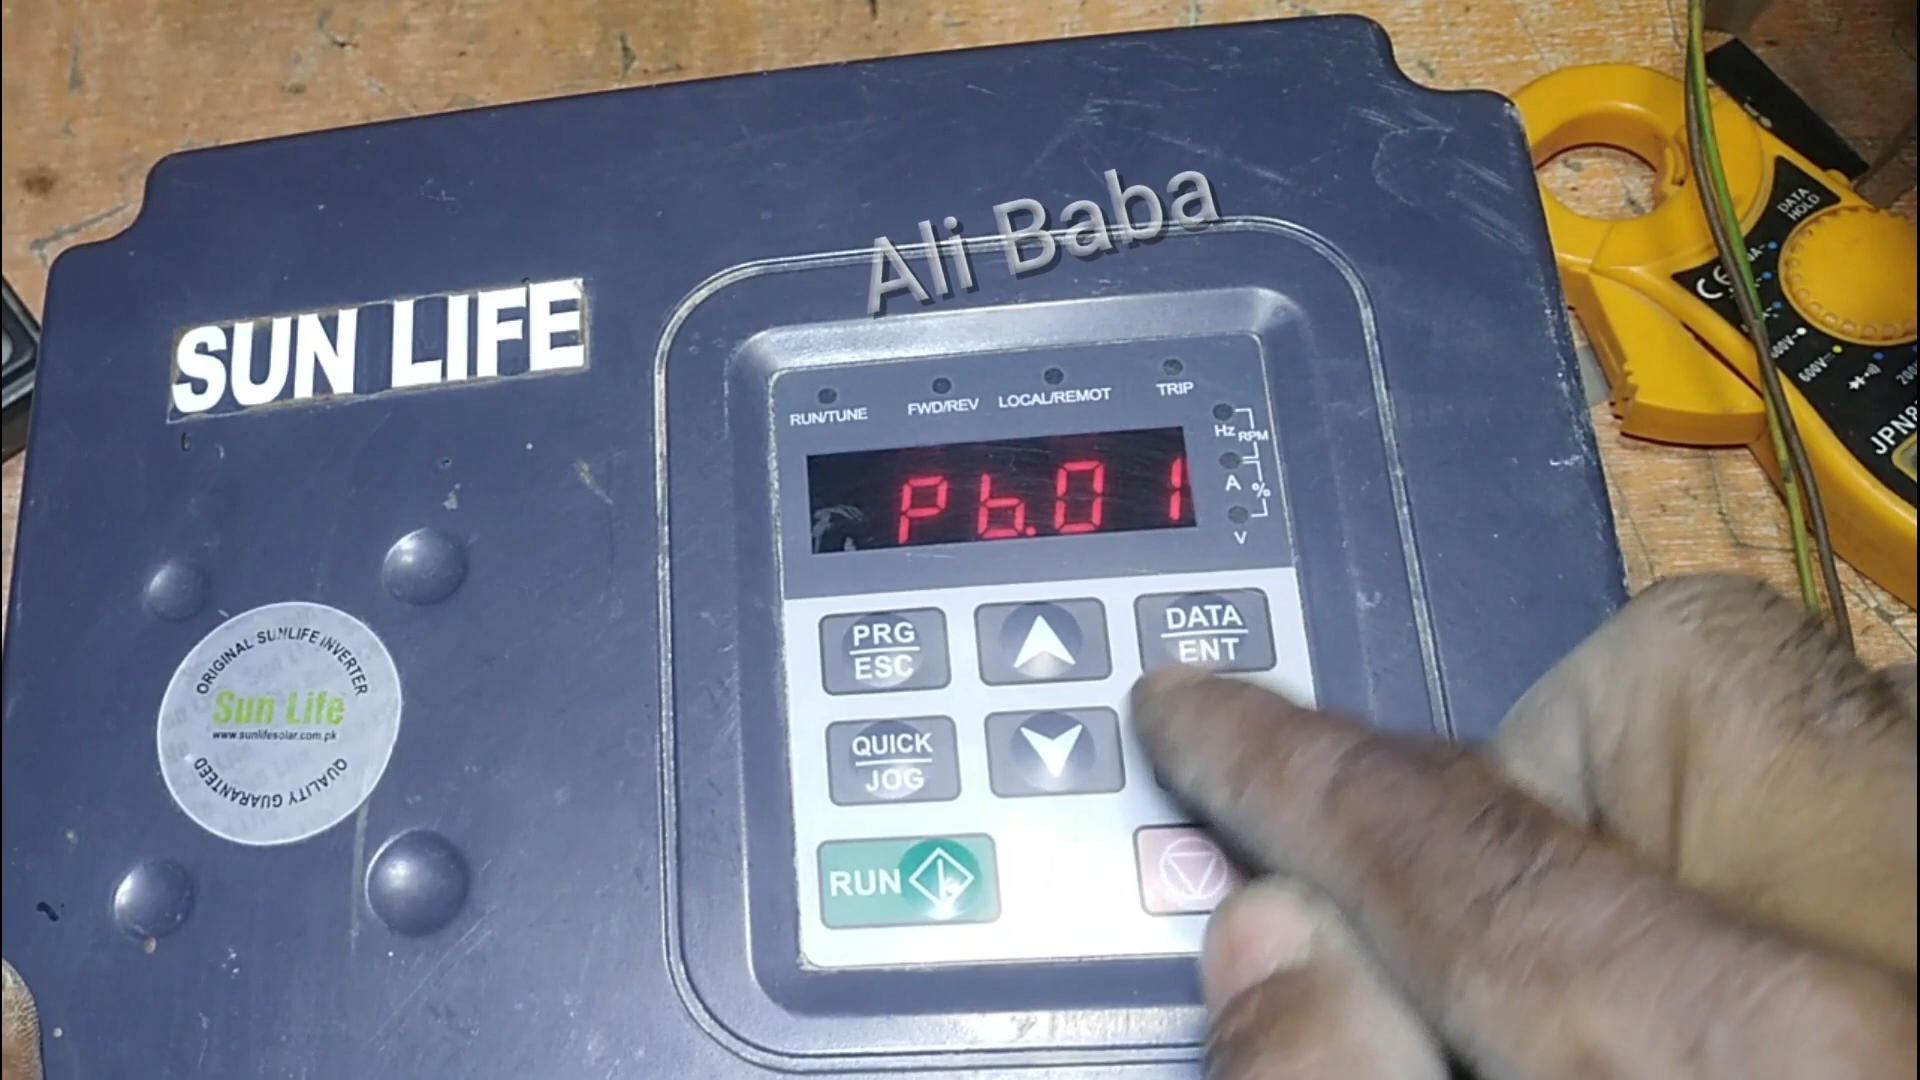 Ali Baba
SUN LIFE
RUN/TUNE
FWD/REV
LOCAL/REMOT
TRIP
Hz
RPM
A
%
V
Pb.01
PRG
ESC
DATA
ENT
QUICK
JOG
RUN
ORIGINAL SUNLIFE INVERTER
Sun Life
www.sunlifesolar.com.pk
QUALITY GUARANTEED
DATA
HOLD
CE
600V